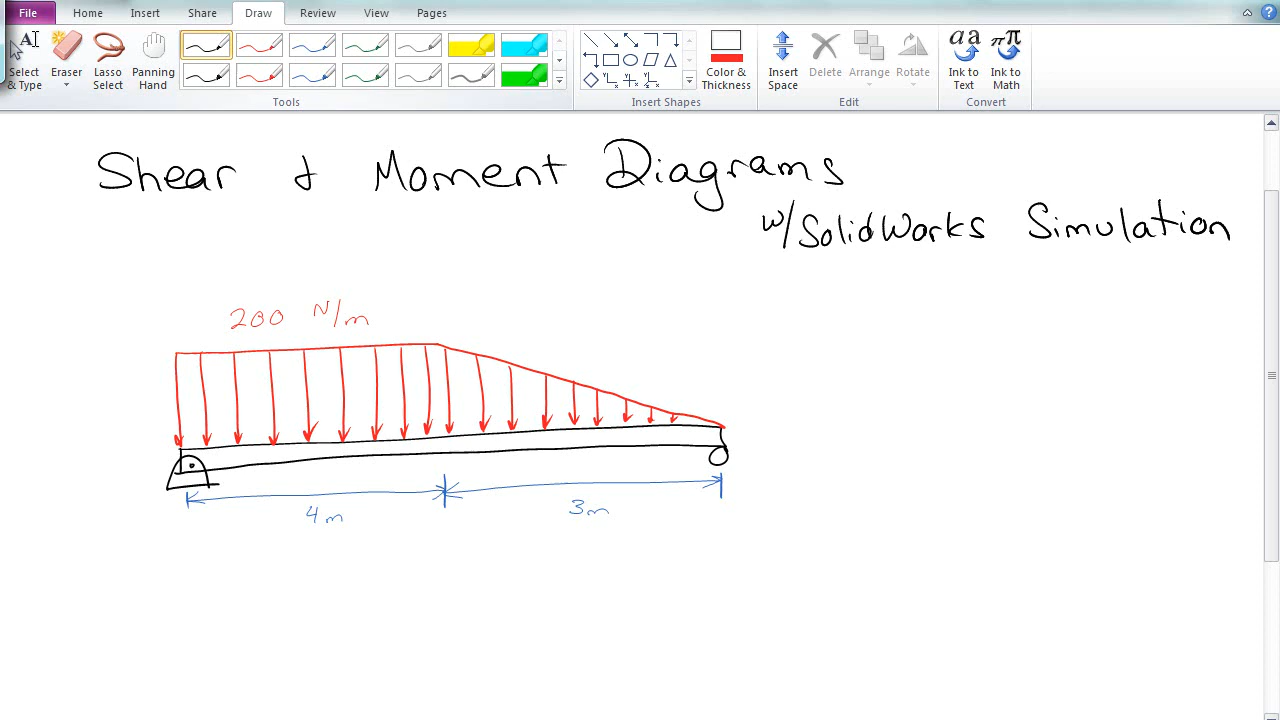 File Home Insert Share Draw Review View Pages
Select & Type Eraser Lasso Select Panning Hand Color & Thickness Insert Space Delete Arrange Rotate Ink to Text Ink to Math
Tools Insert Shapes Edit Convert
Shear & Moment Diagrams
w/SolidWorks Simulation
200 N/m
4m 3m